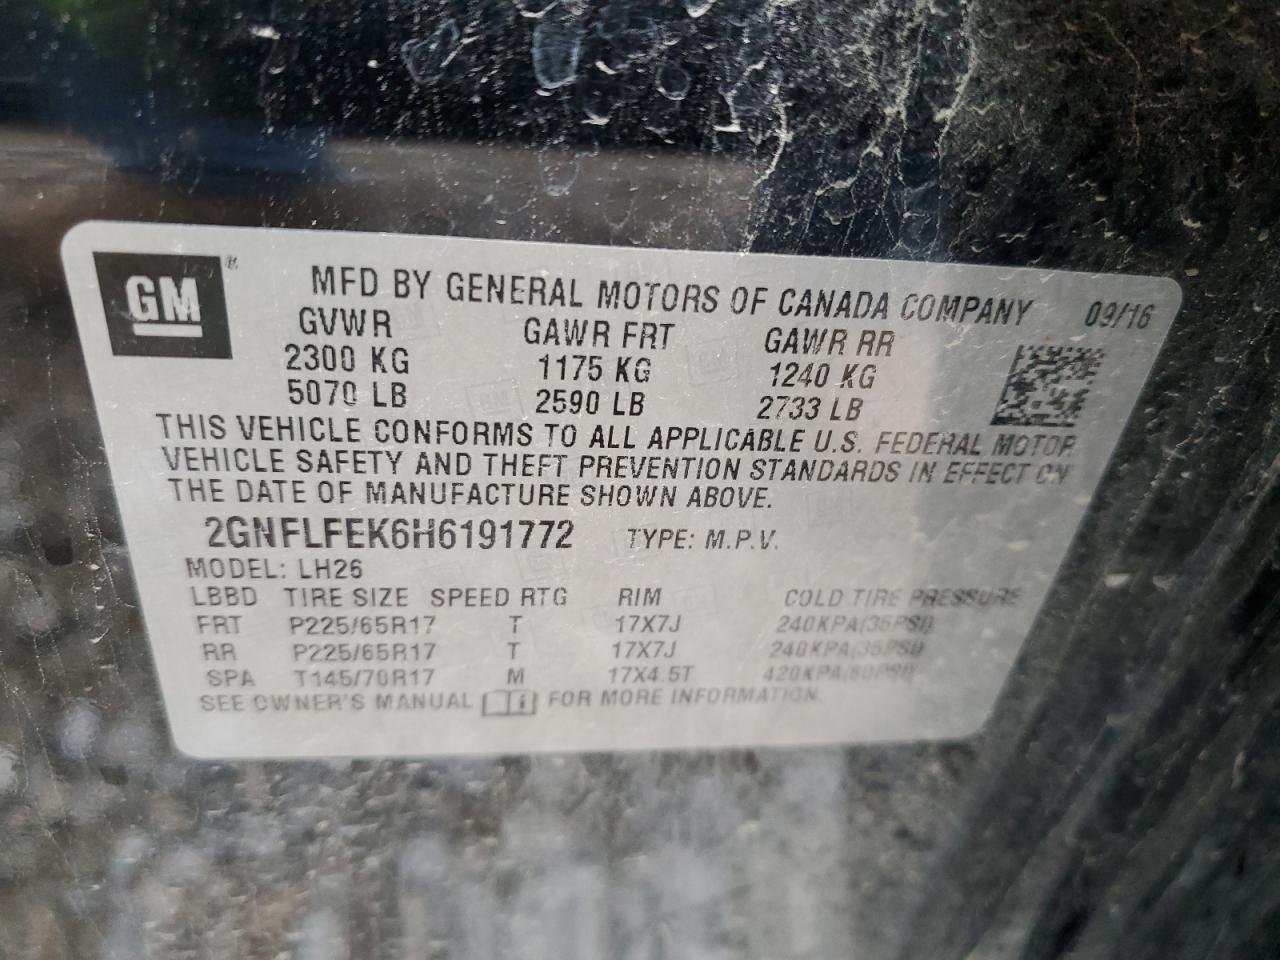 GM®
MFD BY GENERAL MOTORS OF CANADA COMPANY 09/16
GVWR GAWR FRT GAWR RR
2300 KG 1175 KG 1240 KG
5070 LB 2590 LB 2733 LB
THIS VEHICLE CONFORMS TO ALL APPLICABLE U.S. FEDERAL MOTOR
VEHICLE SAFETY AND THEFT PREVENTION STANDARDS IN EFFECT ON
THE DATE OF MANUFACTURE SHOWN ABOVE.
2GNFLFEK6H6191772 TYPE: M.P.V.
MODEL: LH26
LBBD TIRE SIZE SPEED RTG RIM COLD TIRE PRESSURE
FRT P225/65R17 T 17X7J 240KPA(35PSI)
RR P225/65R17 T 17X7J 240KPA(35PSI)
SPA T145/70R17 M 17X4.5T 420KPA(60PSI)
SEE OWNER'S MANUAL FOR MORE INFORMATION.